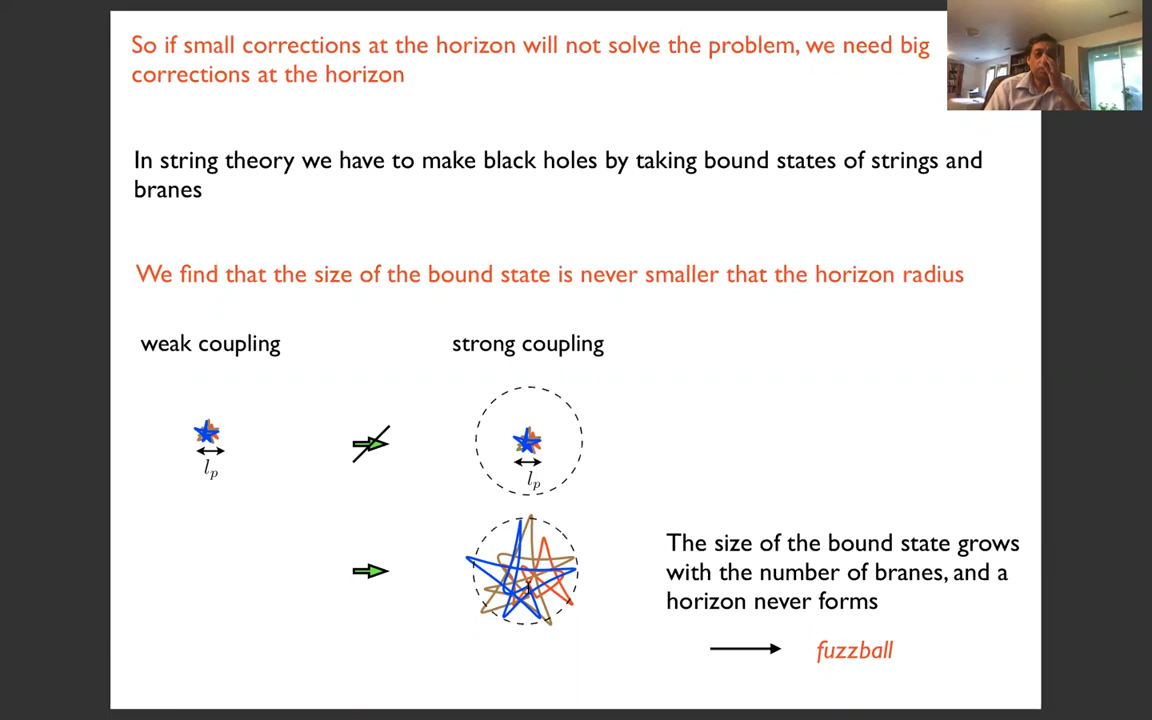 So if small corrections at the horizon will not solve the problem, we need big
corrections at the horizon
In string theory we have to make black holes by taking bound states of strings and
branes
We find that the size of the bound state is never smaller that the horizon radius
weak coupling
strong coupling
l_p
l_p
The size of the bound state grows
with the number of branes, and a
horizon never forms
fuzzball